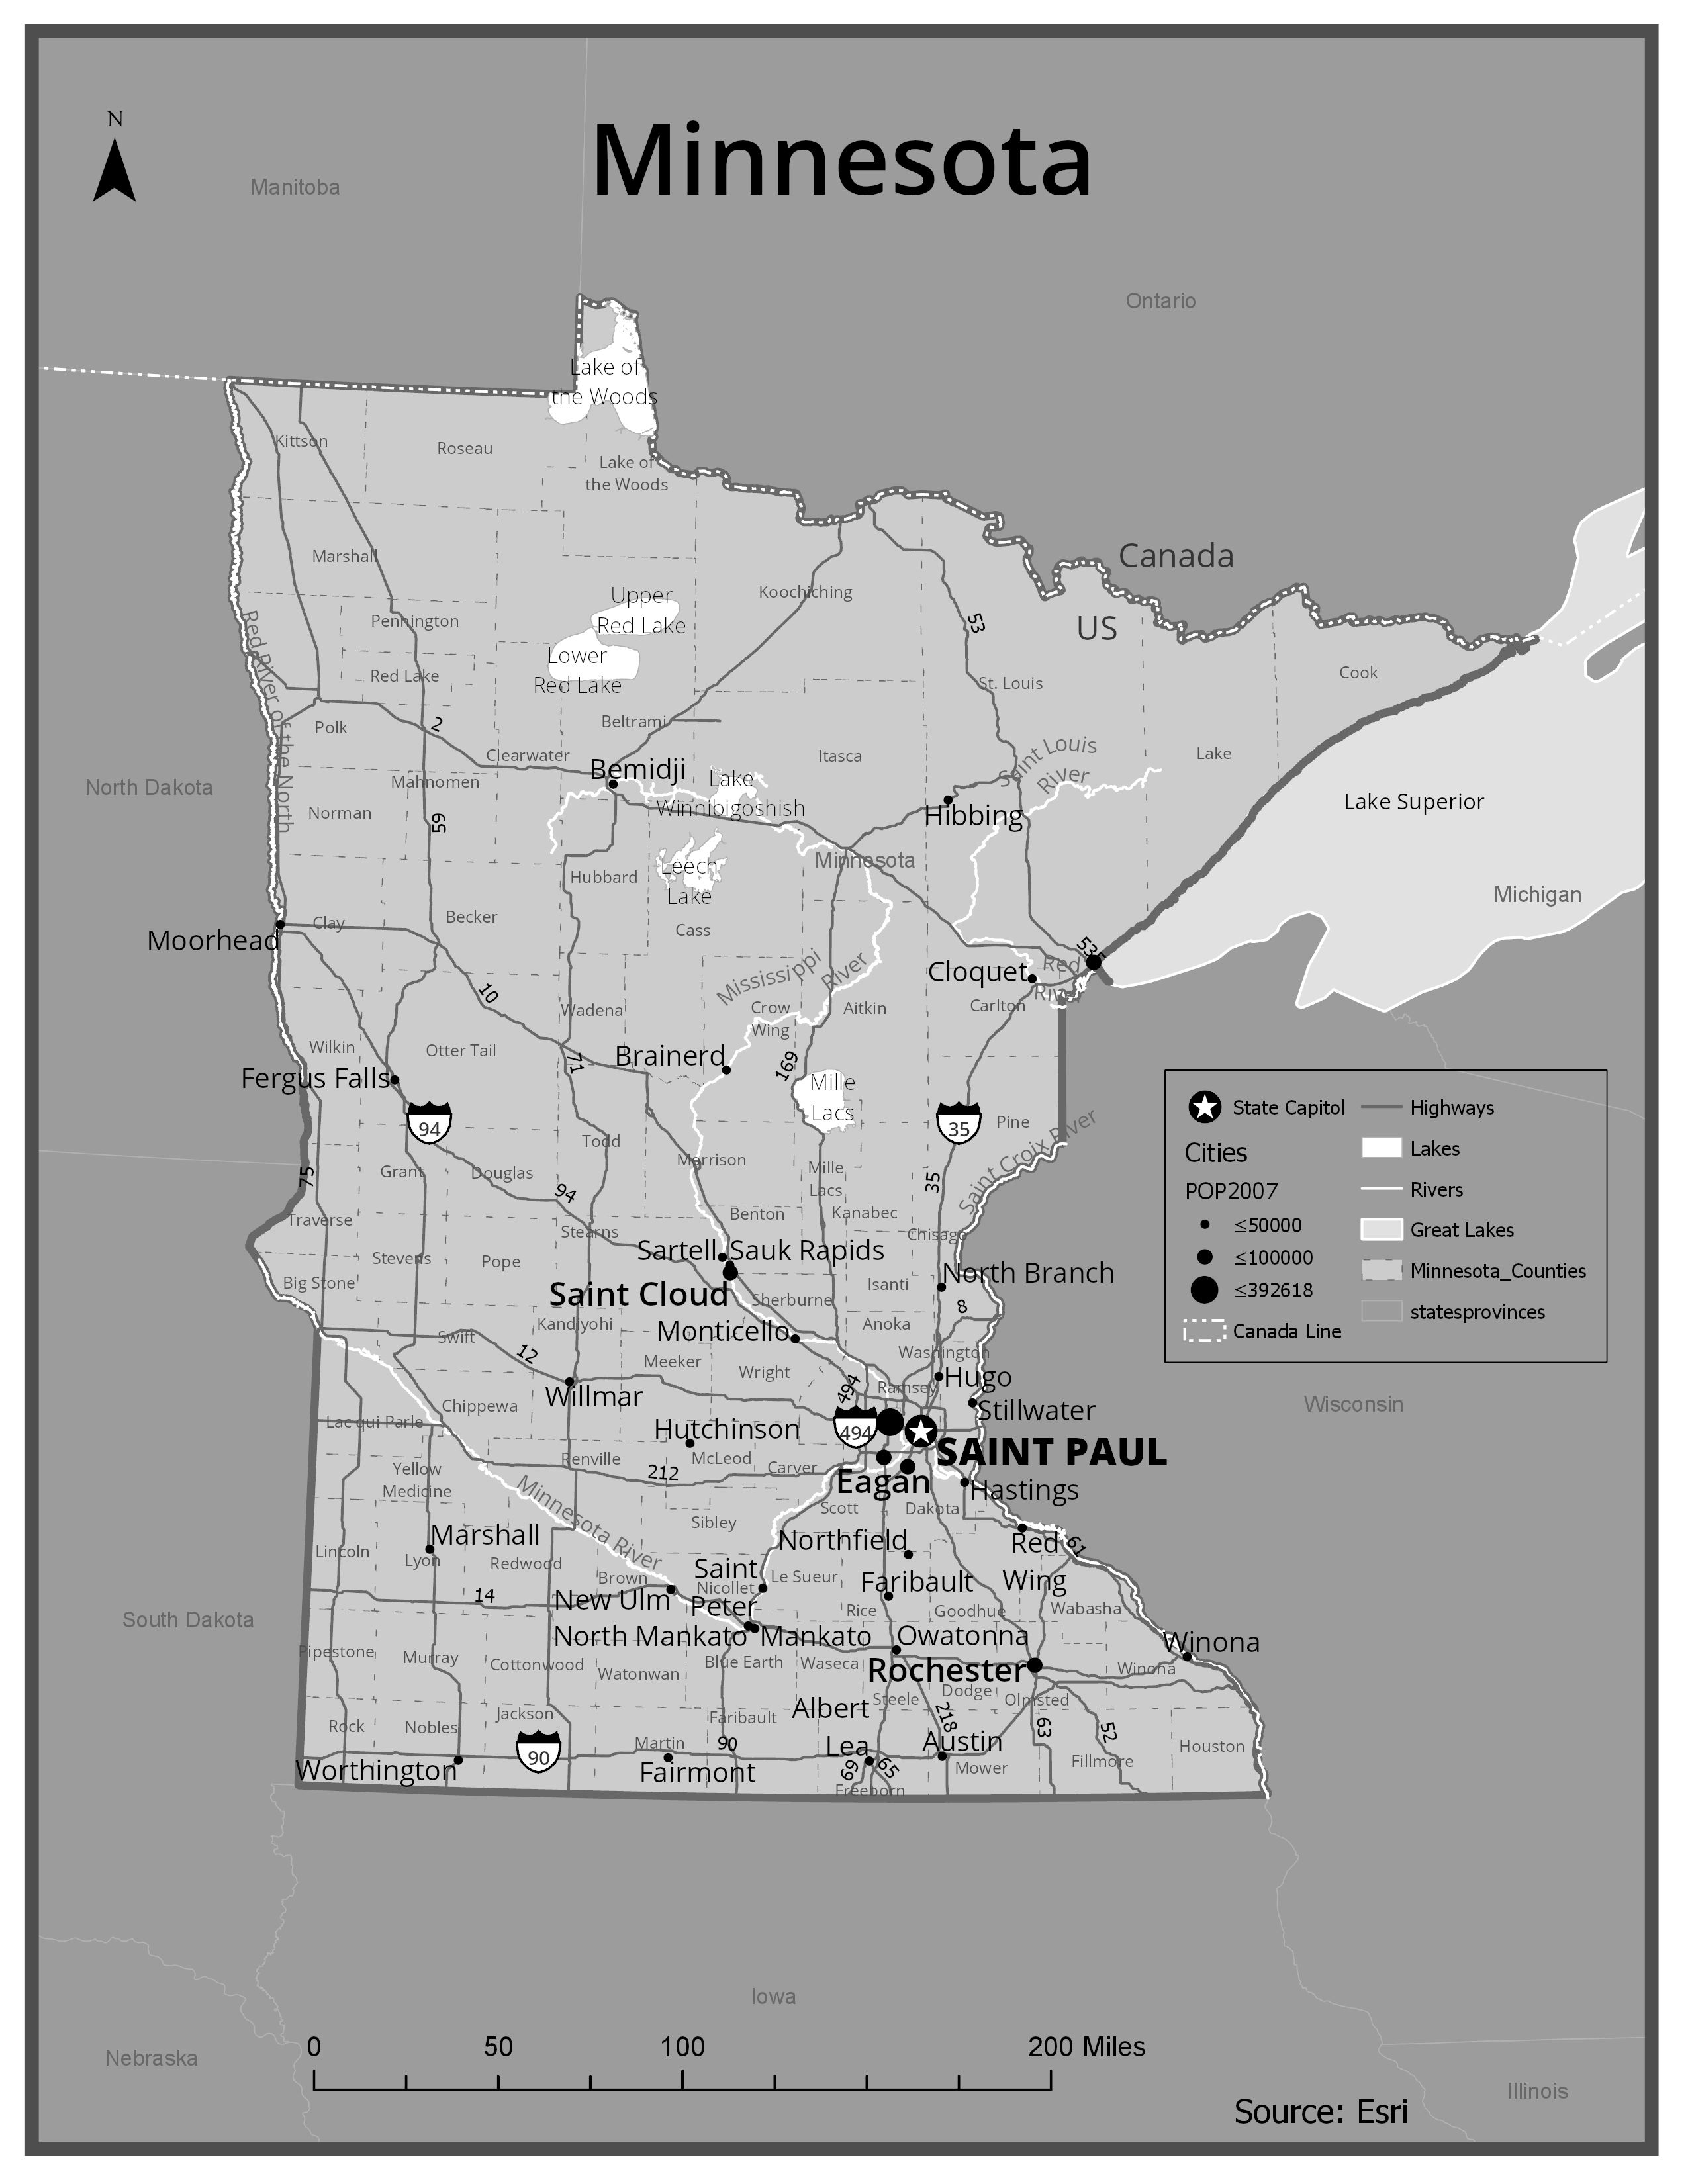 N
Minnesota
Manitoba
Ontario
Lake of
the Woods
Kittson
Roseau
Lake of
the Woods
Canada
US
Marshall
Koochiching
53
Upper
Red Lake
Pennington
Red River of the North
Lower
Red Lake
Red Lake
St. Louis
Cook
Polk
2
Beltrami
Clearwater
Itasca
Saint Louis
River
Lake
Bemidji
Lake
Winnibigoshish
North Dakota
Mahnomen
Norman
59
Hibbing
Lake Superior
Minnesota
Leech
Lake
Hubbard
Michigan
Clay
Becker
Cass
Moorhead
53
Mississippi
River
Cloquet
Red
River
Carlton
10
Wadena
Crow
Wing
Aitkin
Wilkin
Otter Tail
71
Brainerd
169
Fergus Falls
Mille
Lacs
94
35
Pine
Saint Croix River
Todd
Morrison
75
Grant
Douglas
94
Mille
Lacs
35
Traverse
Stearns
Benton
Kanabec
Chisago
Stevens
Pope
Sartell
Sauk Rapids
Big Stone
Isanti
North Branch
Saint Cloud
Sherburne
8
Kandiyohi
Monticello
Anoka
Swift
12
Meeker
Wright
Washington
Willmar
494
Ramsey
Hugo
Chippewa
Stillwater
Lac qui Parle
Hutchinson
494
SAINT PAUL
Renville
McLeod
Carver
Yellow
Medicine
212
Eagan
Hastings
Minnesota River
Sibley
Scott
Dakota
Marshall
Northfield
Red
Wing
61
Lincoln
Lyon
Redwood
Saint
Peter
Brown
Nicollet
Le Sueur
Faribault
14
New Ulm
Rice
Goodhue
Wabasha
South Dakota
North Mankato
Mankato
Owatonna
Winona
Pipestone
Murray
Cottonwood
Watonwan
Blue Earth
Waseca
Rochester
Winona
Steele
Dodge
Olmsted
Albert
Lea
Rock
Nobles
Jackson
Faribault
218
63
52
Houston
90
Martin
90
Austin
Fillmore
Worthington
Fairmont
69
65
Mower
Freeborn
State Capitol
Cities
POP2007
≤50000
≤100000
≤392618
Canada Line
Highways
Lakes
Rivers
Great Lakes
Minnesota_Counties
statesprovinces
Wisconsin
Iowa
Nebraska
Illinois
0 50 100 200 Miles
Source: Esri